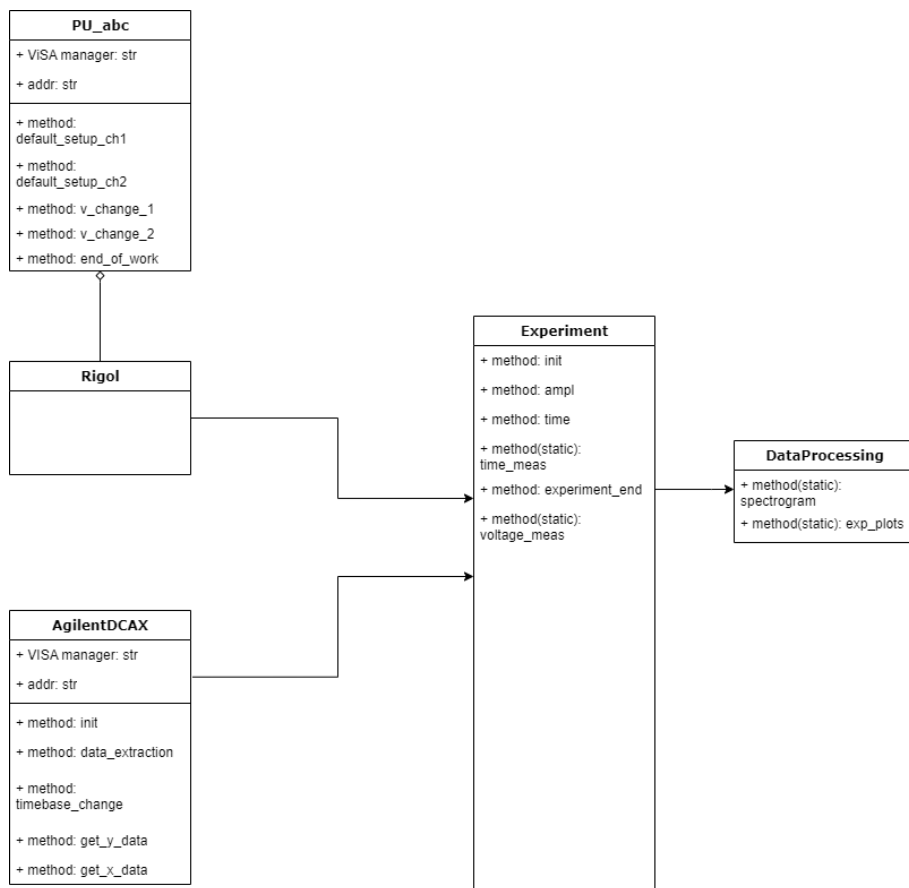 PU_abc
+ ViSA manager: str
+ addr: str
+ method:
default_setup_ch1
+ method:
default_setup_ch2
+ method: v_change_1
+ method: v_change_2
+ method: end_of_work
Rigol
Experiment
+ method: init
+ method: ampl
+ method: time
+ method(static):
time_meas
+ method: experiment_end
+ method(static):
voltage_meas
DataProcessing
+ method(static):
spectrogram
+ method(static): exp_plots
AgilentDCAX
+ VISA manager: str
+ addr: str
+ method: init
+ method: data_extraction
+ method:
timebase_change
+ method: get_y_data
+ method: get_x_data